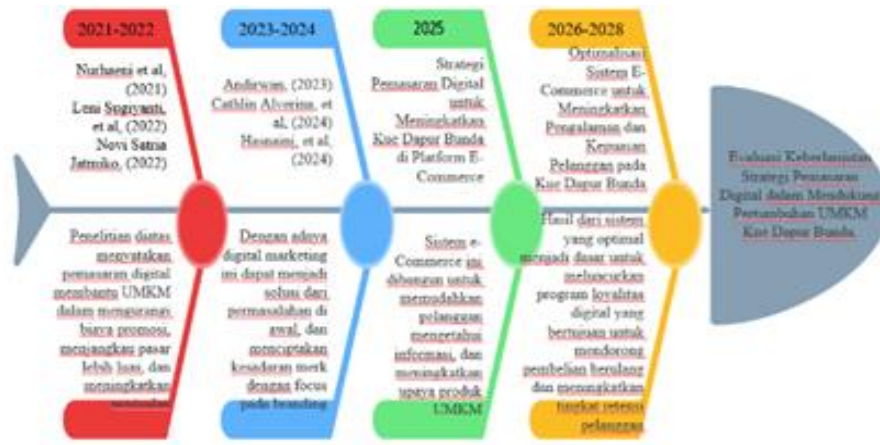 2021-2022
Nurhaeni et al,
(2021)
Leni Sugiyanti,
et al, (2022)
Novi Satria
Jatmiko, (2022)
Penelitian diatas
menyatakan
pemasaran digital
membantu UMKM
dalam mengurangi
biaya promosi,
menjangkau pasar
lebih luas, dan
meningkatkan
2023-2024
Andirwan, (2023)
Cathlin Alverina, et
al, (2024)
Hasnaini, et al,
(2024)
Dengan adnya
digital marketing
ini dapat menjadi
solusi dari
permasalahan di
awal, dan
menciptakan
kesadaran merk
dengan focus
pada branding
2025
Strategi
Pemasaran Digital
untuk
Meningkatkan
Kue Dapur Bunda
di Platform E-
Commerce
Sistem e-
Commerce ini
dibangun untuk
memudahkan
pelanggan
mengetahui
informasi, dan
meningkatkan
upaya produk
UMKM
2026-2028
Optimalisasi
Sistem E-
Commerce untuk
Meningkatkan
Pengalaman dan
Kepuasan
Pelanggan pada
Kue Dapur Bunda
Hasil dari sistem
yang optimal
menjadi dasar untuk
meluncurkan
program loyalitas
digital yang
bertujuan untuk
mendorong
pembelian berulang
dan meningkatkan
tingkat retensi
pelanggan
Evaluasi Keberlanjutan
Strategi Pemasaran
Digital dalam Mendukung
Pertumbuhan UMKM
Kue Dapur Bunda.